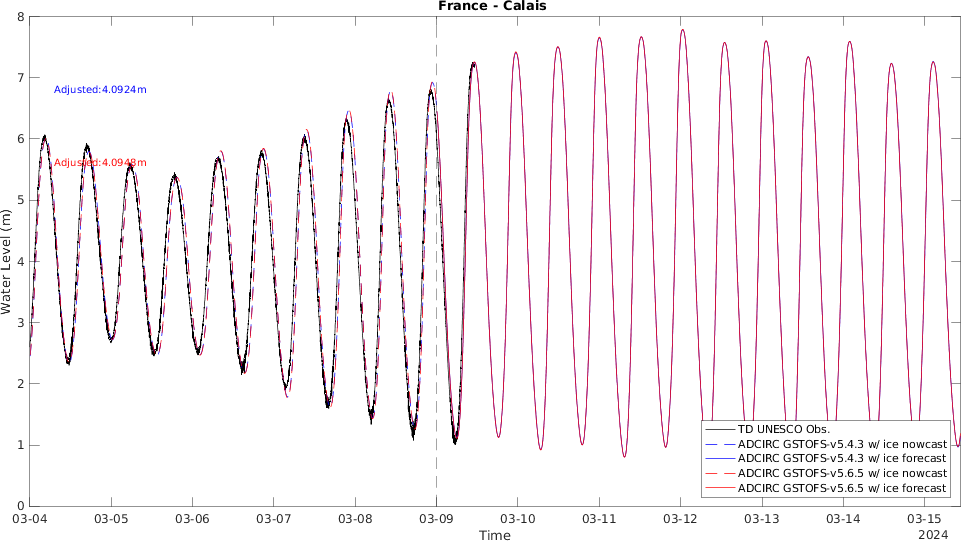 France - Calais
8
7
6
5
4
3
2
1
0
Water Level (m)
Adjusted:4.0924m
Adjusted:4.0948m
TD UNESCO Obs.
ADCIRC GSTOFS-v5.4.3 w/ ice nowcast
ADCIRC GSTOFS-v5.4.3 w/ ice forecast
ADCIRC GSTOFS-v5.6.5 w/ ice nowcast
ADCIRC GSTOFS-v5.6.5 w/ ice forecast
03-04 03-05 03-06 03-07 03-08 03-09 03-10 03-11 03-12 03-13 03-14 03-15
Time
2024